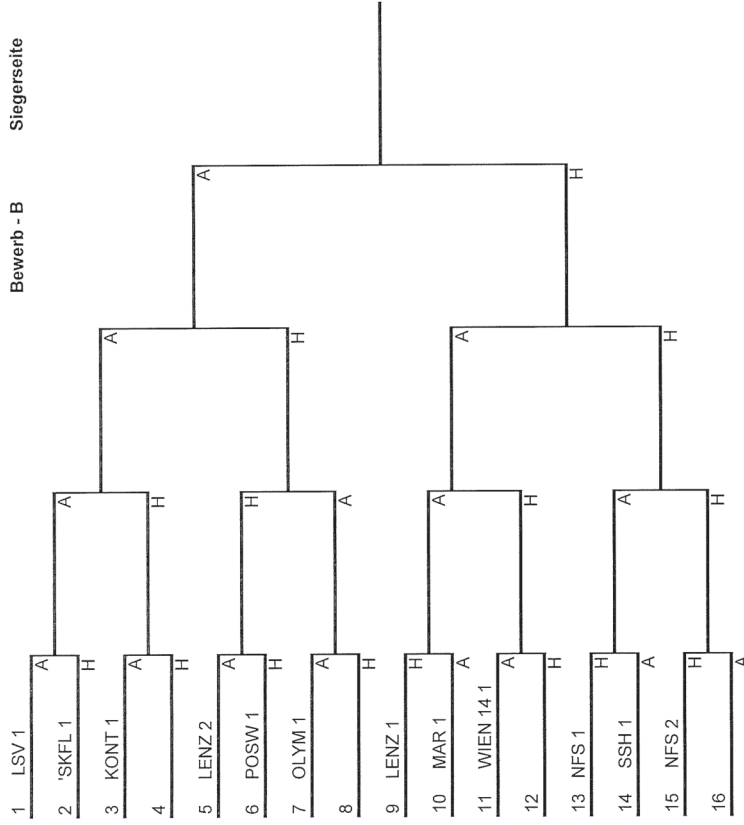 Bewerb - B Siegerseite
1 LSV 1
A
2 'SKFL 1 A
H
3 KONT 1 A
A
4 H
H
5 LENZ 2 A
A
6 POSW 1 H
H
7 OLYM 1 H
A
8 A
H
9 LENZ 1
H
10 MAR 1 A
A A
11 WIEN 14 1
A
12 H
H
13 NFS 1 H
H
14 SSH 1 A
A
15 NFS 2 H
H
16 H
A